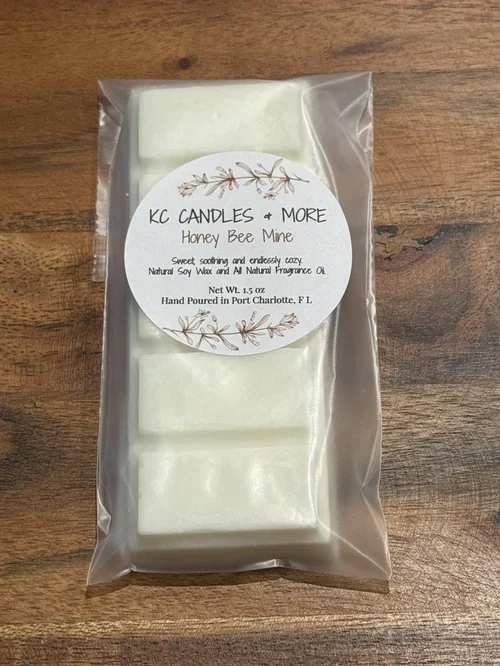 KC CANDLES & MORE
Honey Bee Mine
Sweet, soothing and endlessly cozy.
Natural Soy Wax and All Natural Fragrance Oil
Net Wt. 1.5 oz
Hand Poured in Port Charlotte, F L